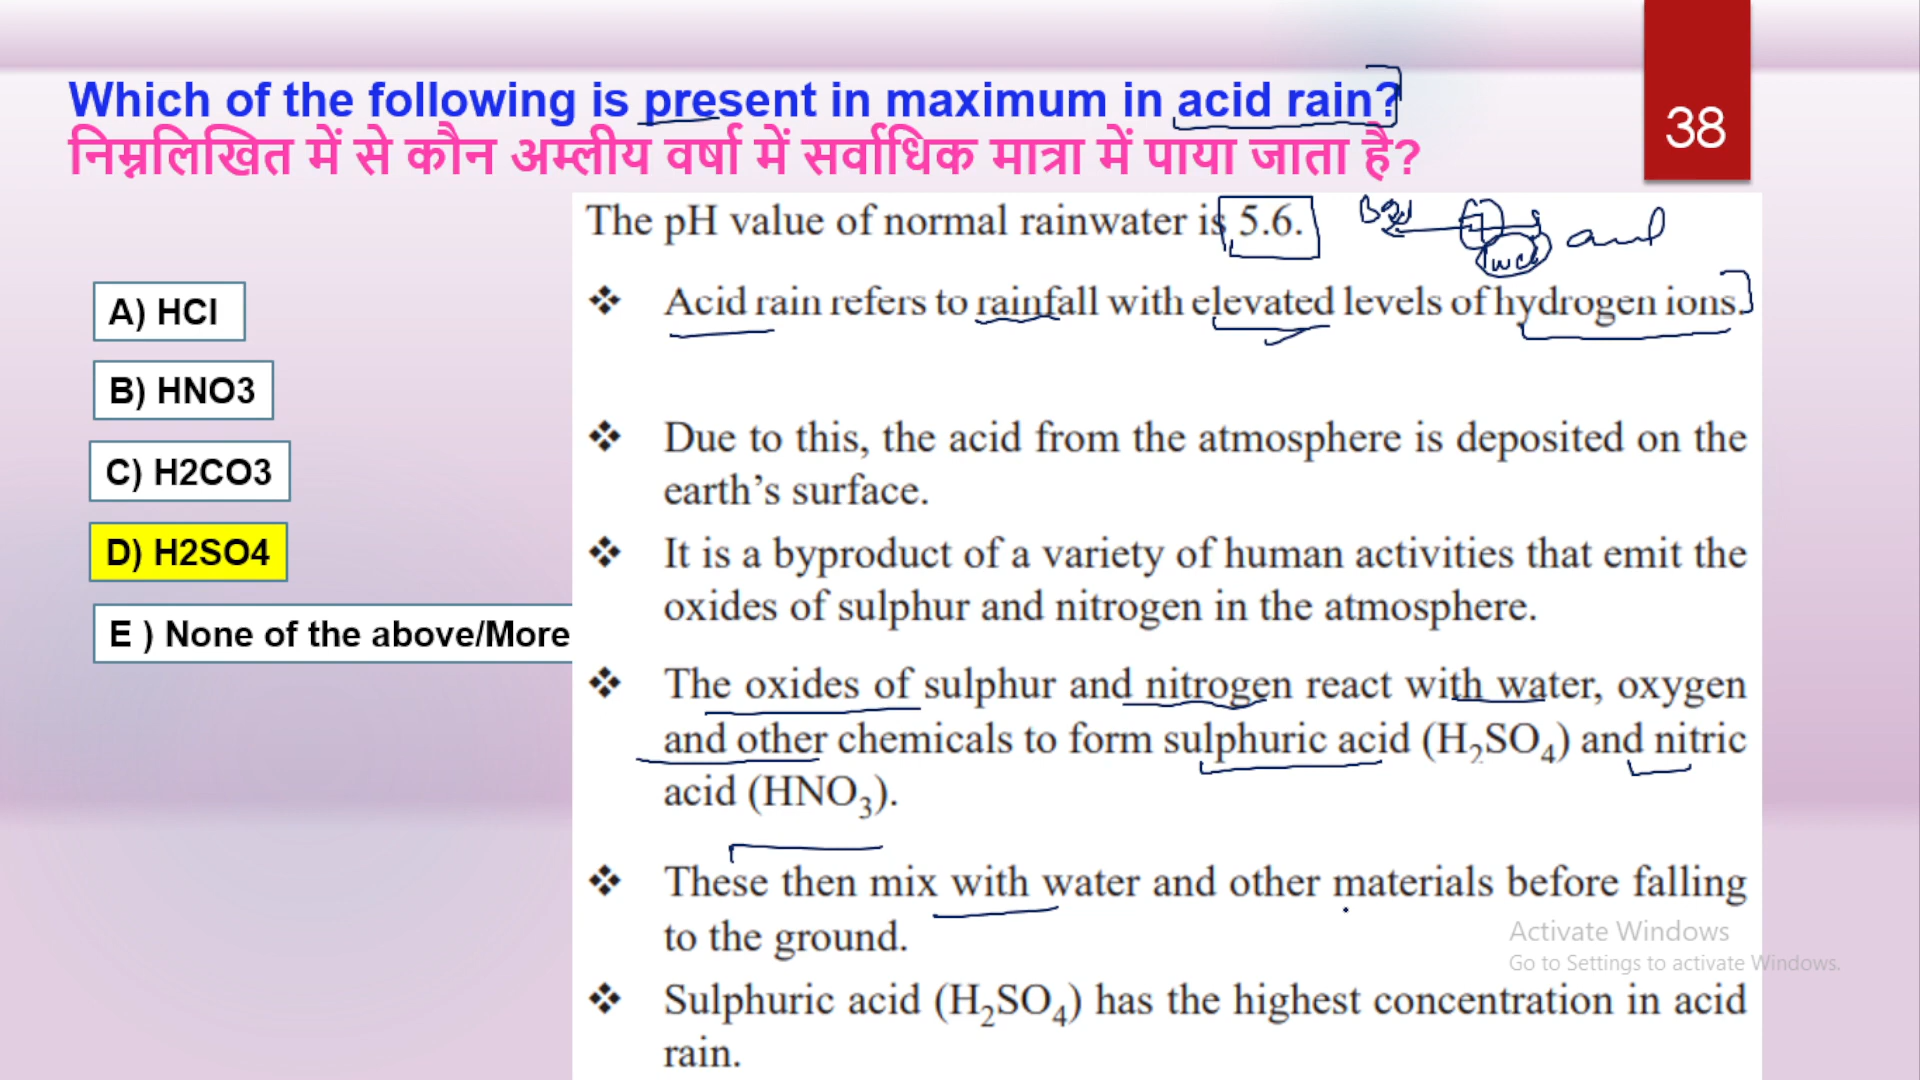 Which of the following is present in maximum in acid rain?
निम्नलिखित में से कौन अम्लीय वर्षा में सर्वाधिक मात्रा में पाया जाता है?
38
A) HCl
B) HNO3
C) H2CO3
D) H2SO4
E ) None of the above/More
The pH value of normal rainwater is 5.6.
❖ Acid rain refers to rainfall with elevated levels of hydrogen ions.
❖ Due to this, the acid from the atmosphere is deposited on the
earth’s surface.
❖ It is a byproduct of a variety of human activities that emit the
oxides of sulphur and nitrogen in the atmosphere.
❖ The oxides of sulphur and nitrogen react with water, oxygen
and other chemicals to form sulphuric acid (H₂SO₄) and nitric
acid (HNO₃).
❖ These then mix with water and other materials before falling
to the ground.
❖ Sulphuric acid (H₂SO₄) has the highest concentration in acid
rain.
Activate Windows
Go to Settings to activate Windows.